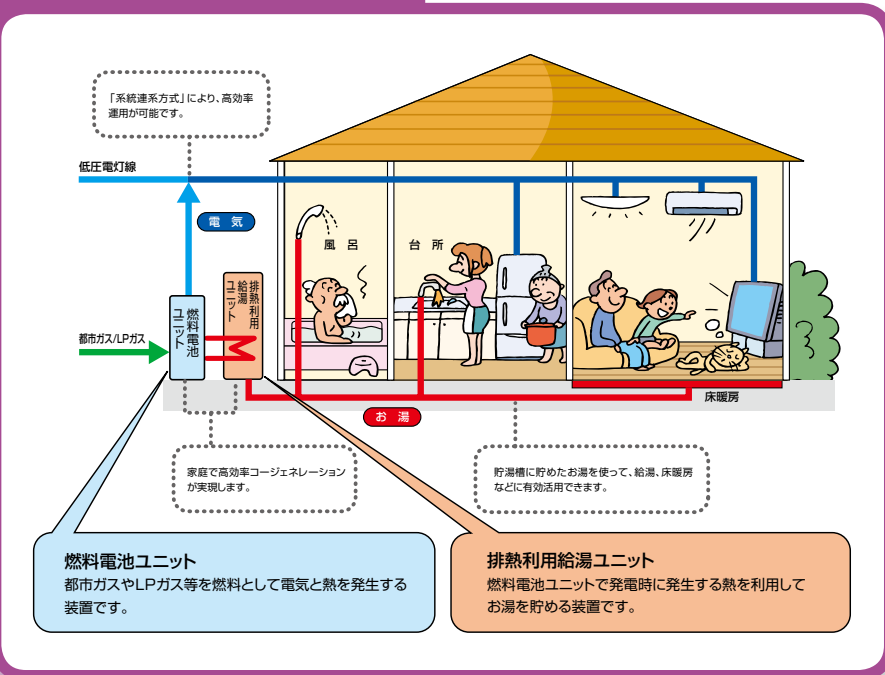 「系統連系方式」により、高効率
運用が可能です。
低圧電灯線
電 気
風 呂
台 所
排熱利用
給湯
ユニット
燃料電池
ユニット
都市ガス/LPガス
床暖房
お 湯
家庭で高効率コージェネレーション
が実現します。
貯湯槽に貯めたお湯を使って、給湯、床暖房
などに有効活用できます。
燃料電池ユニット
都市ガスやLPガス等を燃料として電気と熱を発生する
装置です。
排熱利用給湯ユニット
燃料電池ユニットで発電時に発生する熱を利用して
お湯を貯める装置です。